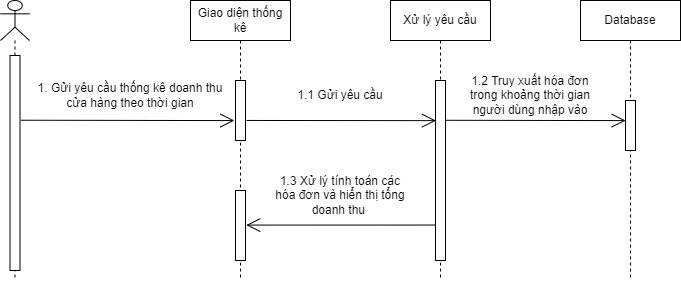 Giao diện thống
kê
Xử lý yêu cầu
Database
1. Gửi yêu cầu thống kê doanh thu
cửa hàng theo thời gian
1.1 Gửi yêu cầu
1.2 Truy xuất hóa đơn
trong khoảng thời gian
người dùng nhập vào
1.3 Xử lý tính toán các
hóa đơn và hiển thị tổng
doanh thu